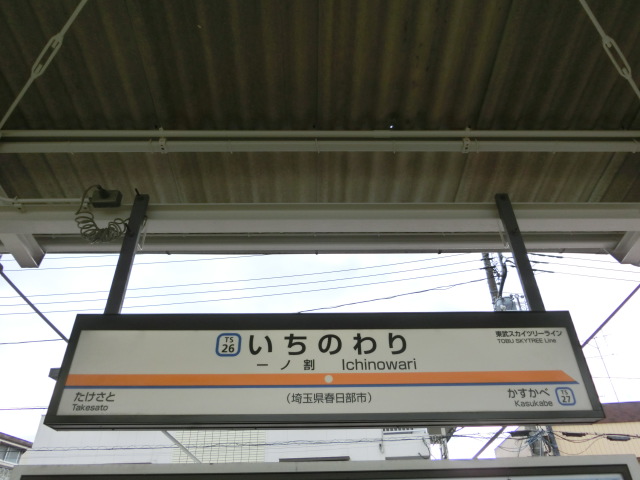 TS
26
いちのわり
一ノ割 Ichinowari
東武スカイツリーライン
TOBU SKYTREE Line
たけさと
Takesato
(埼玉県春日部市)
かすかべ
Kasukabe
TS
27